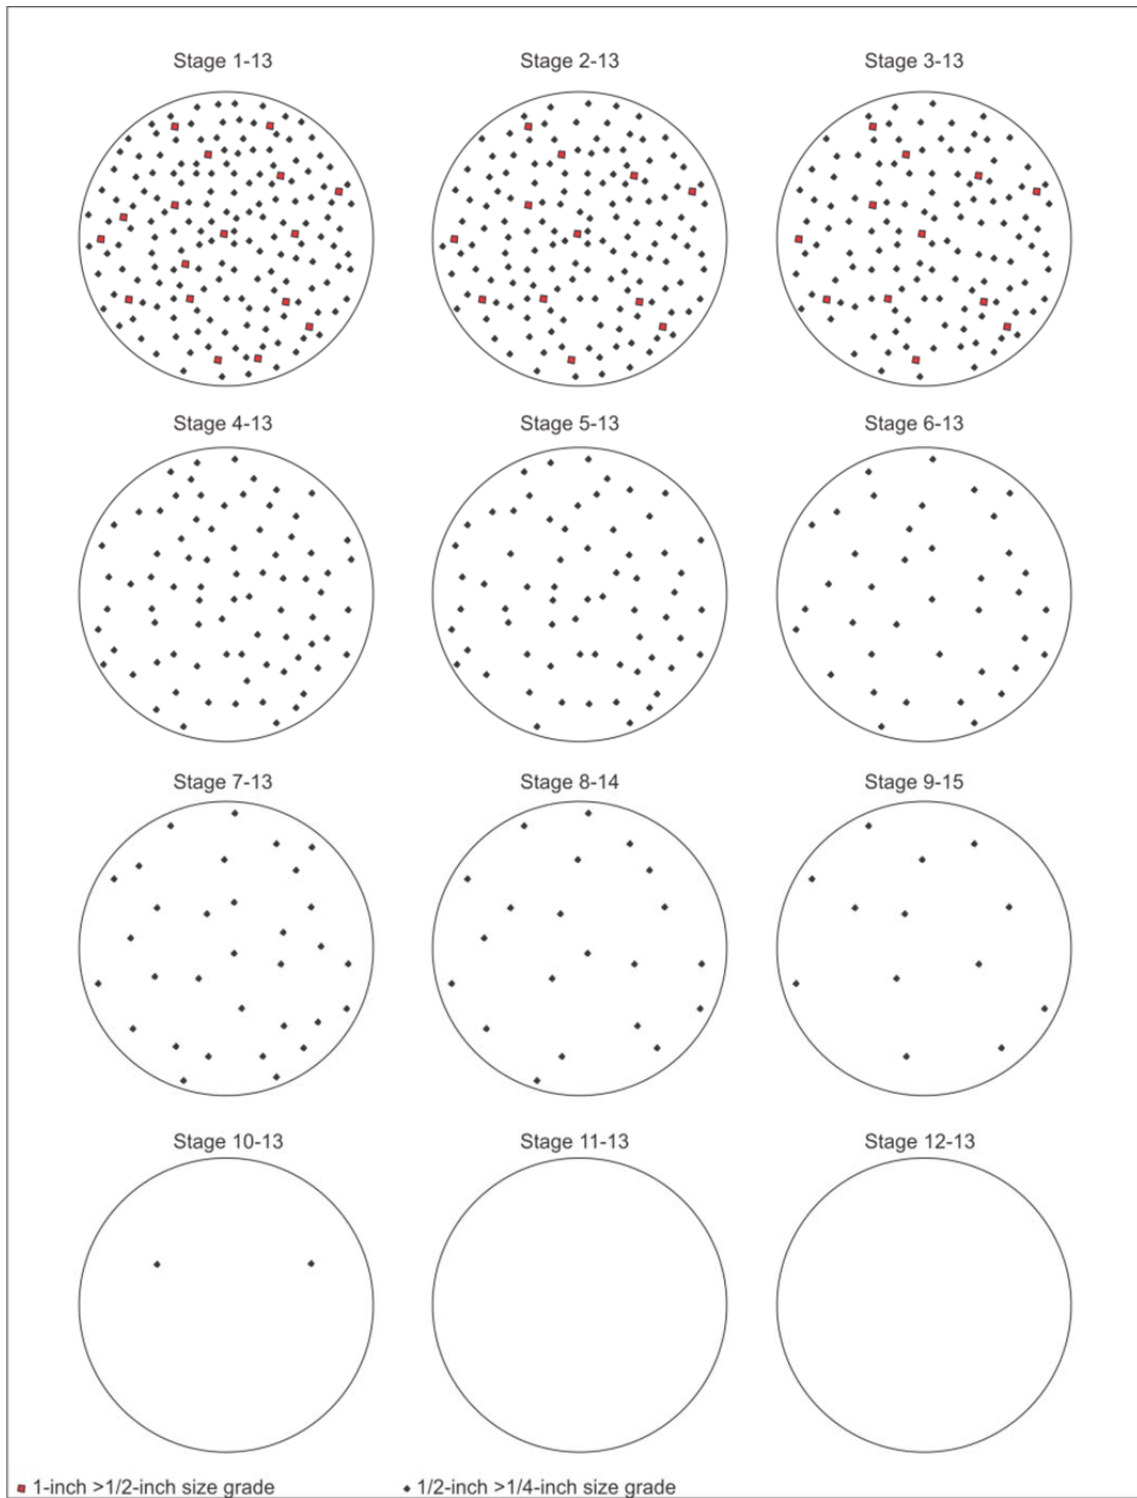 Stage 1-13
Stage 2-13
Stage 3-13
Stage 4-13
Stage 5-13
Stage 6-13
Stage 7-13
Stage 8-14
Stage 9-15
Stage 10-13
Stage 11-13
Stage 12-13
1-inch >1/2-inch size grade
1/2-inch >1/4-inch size grade